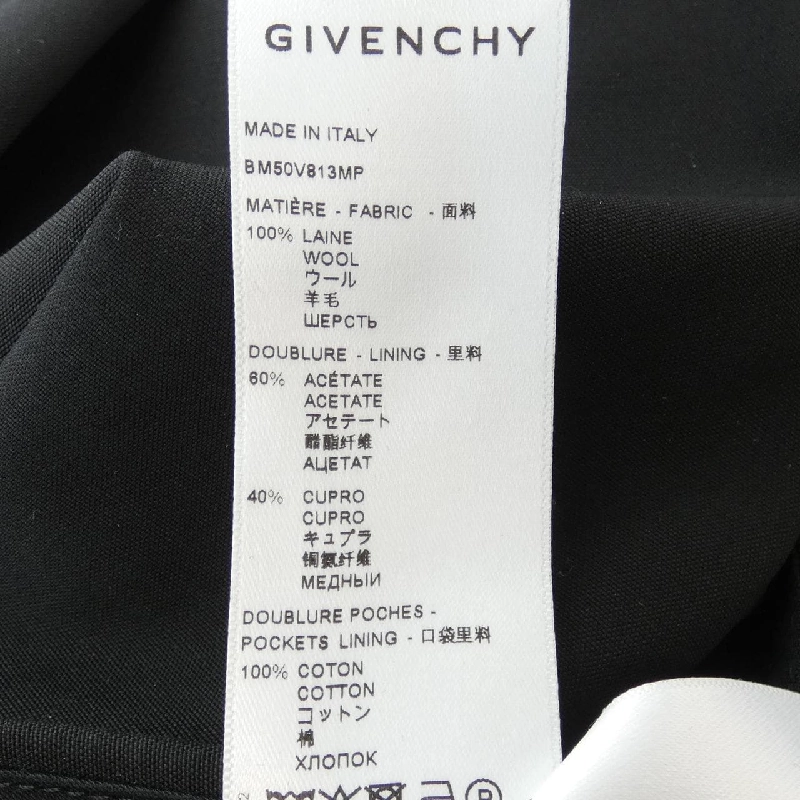 GIVENCHY
MADE IN ITALY
BM50V813MP
MATIÈRE - FABRIC - 面料
100% LAINE
WOOL
ウール
羊毛
ШЕРСТЬ
DOUBLURE - LINING - 里料
60% ACÉTATE
ACETATE
アセテート
醋酯纤维
АЦЕТАТ
40% CUPRO
CUPRO
キュプラ
铜氨纤维
МЕДНЫЙ
DOUBLURE POCHES -
POCKETS LINING - 口袋里料
100% COTON
COTTON
コットン
棉
ХЛОПОК
P